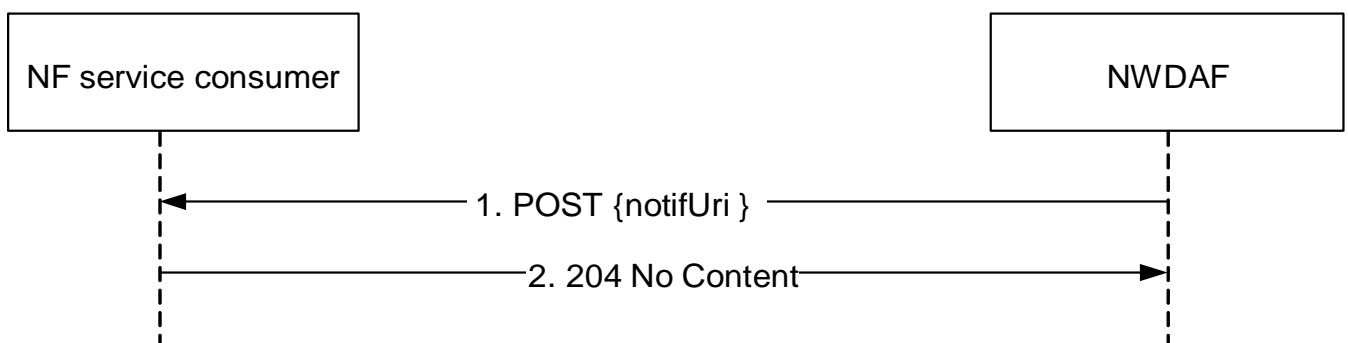 NF service consumer
NWDAF
1. POST {notifUri }
2. 204 No Content